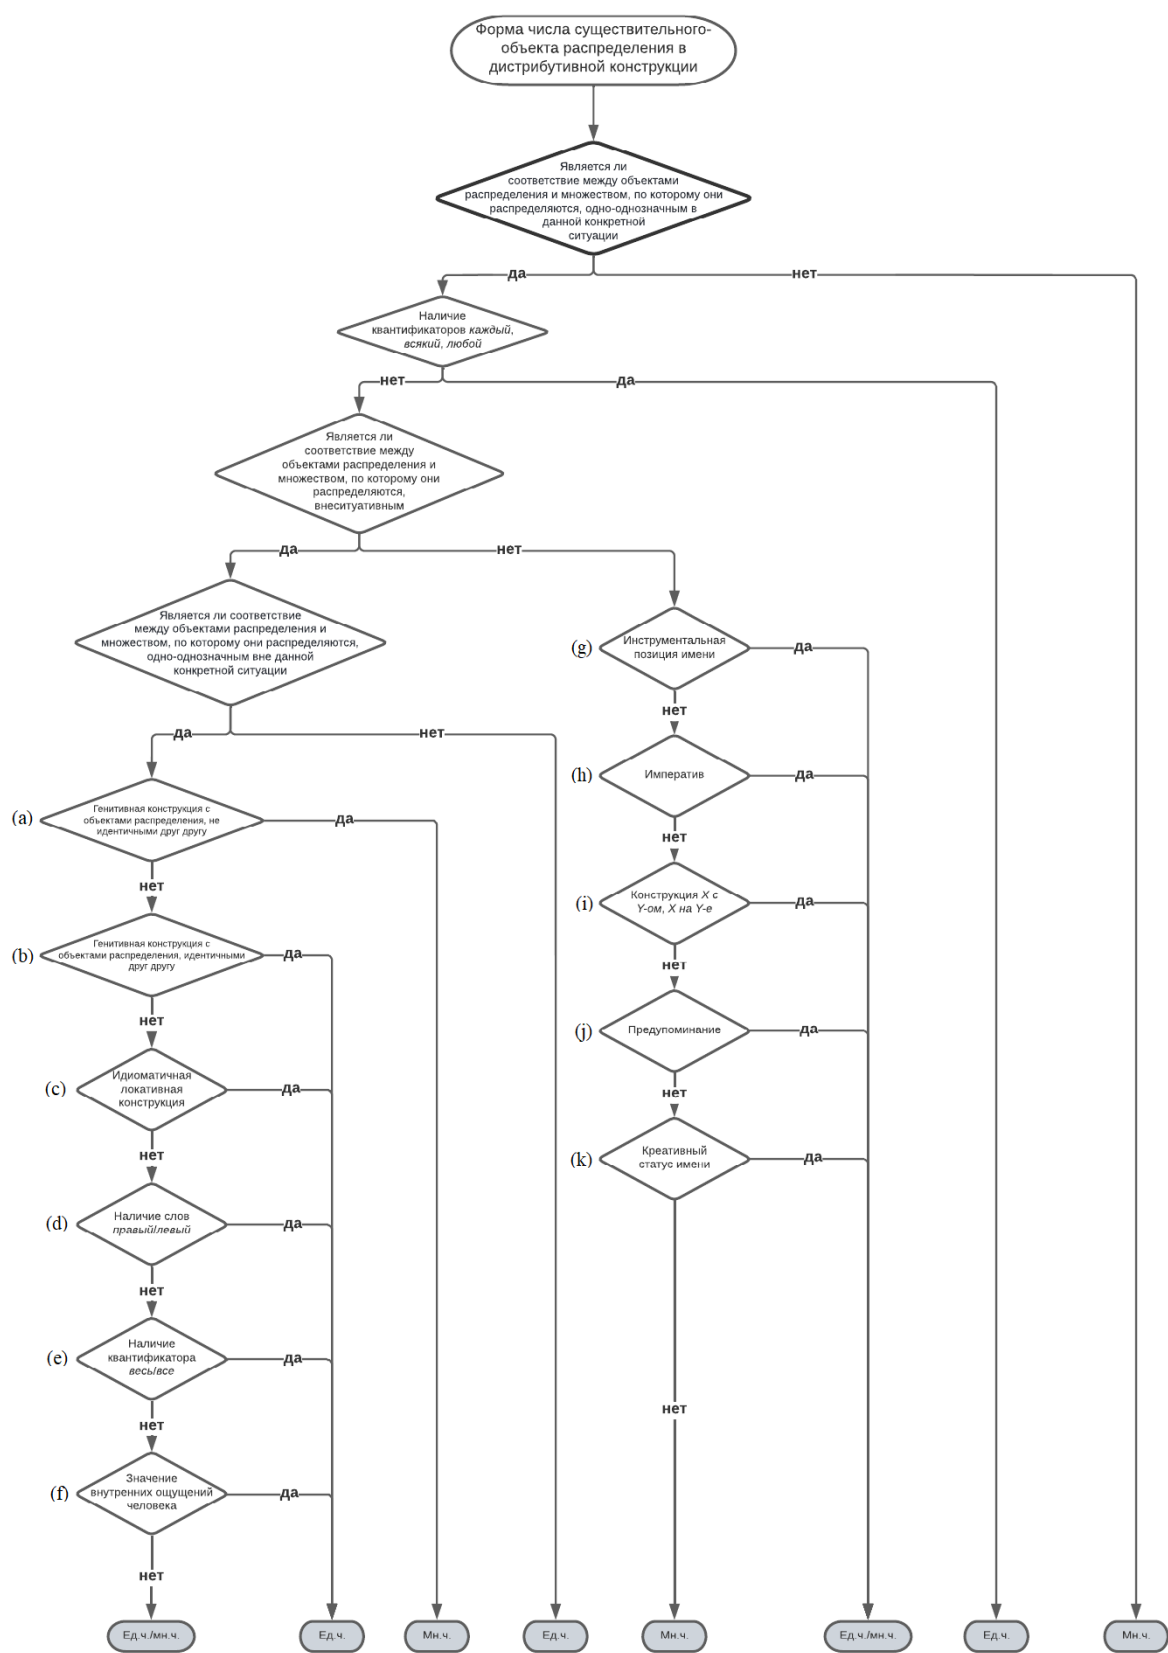 Форма числа существительного-
объекта распределения в
дистрибутивной конструкции
Является ли
соответствие между объектами
распределения и множеством, по которому они
распределяются, одно-однозначным в
данной конкретной
ситуации
да
нет
Наличие
квантификаторов каждый,
всякий, любой
нет
да
Является ли
соответствие между
объектами распределения и
множеством, по которому они
распределяются,
внеситуативным
да
нет
Является ли соответствие
между объектами распределения и
множеством, по которому они распределяются,
одно-однозначным вне данной
конкретной ситуации
(g)
Инструментальная
позиция имени
да
нет
да
нет
(h)
Императив
да
нет
(a)
Генитивная конструкция с
объектами распределения, не
идентичными друг другу
да
нет
(i)
Конструкция X с
Y-ом, X на Y-е
да
нет
(b)
Генитивная конструкция с
объектами распределения, идентичными
друг другу
да
нет
(j)
Предупоминание
да
нет
(c)
Идиоматичная
локативная
конструкция
да
нет
(k)
Креативный
статус имени
да
нет
(d)
Наличие слов
правый/левый
да
нет
(e)
Наличие
квантификатора
весь/все
да
нет
(f)
Значение
внутренних ощущений
человека
да
нет
Ед.ч./мн.ч.
Ед.ч.
Мн.ч.
Ед.ч.
Мн.ч.
Ед.ч./мн.ч.
Ед.ч.
Мн.ч.